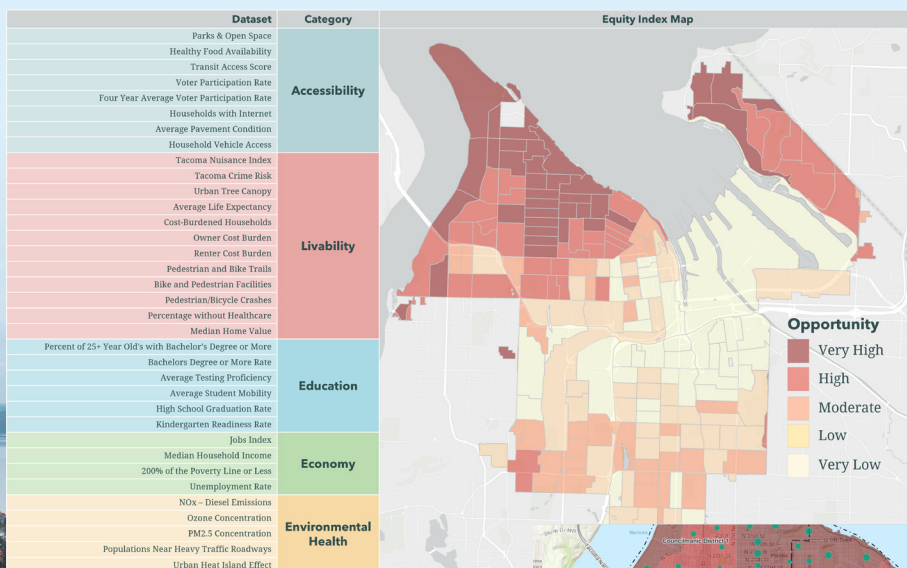 Dataset
Category
Equity Index Map
Parks & Open Space
Healthy Food Availability
Transit Access Score
Voter Participation Rate
Four Year Average Voter Participation Rate
Households with Internet
Average Pavement Condition
Household Vehicle Access
Accessibility
Tacoma Nuisance Index
Tacoma Crime Risk
Urban Tree Canopy
Average Life Expectancy
Cost-Burdened Households
Owner Cost Burden
Renter Cost Burden
Pedestrian and Bike Trails
Bike and Pedestrian Facilities
Pedestrian/Bicycle Crashes
Percentage without Healthcare
Median Home Value
Livability
Percent of 25+ Year Old's with Bachelor's Degree or More
Bachelors Degree or More Rate
Average Testing Proficiency
Average Student Mobility
High School Graduation Rate
Kindergarten Readiness Rate
Education
Jobs Index
Median Household Income
200% of the Poverty Line or Less
Unemployment Rate
Economy
NOx – Diesel Emissions
Ozone Concentration
PM2.5 Concentration
Populations Near Heavy Traffic Roadways
Urban Heat Island Effect
Environmental
Health
Opportunity
Very High
High
Moderate
Low
Very Low
Councilmanic District 1